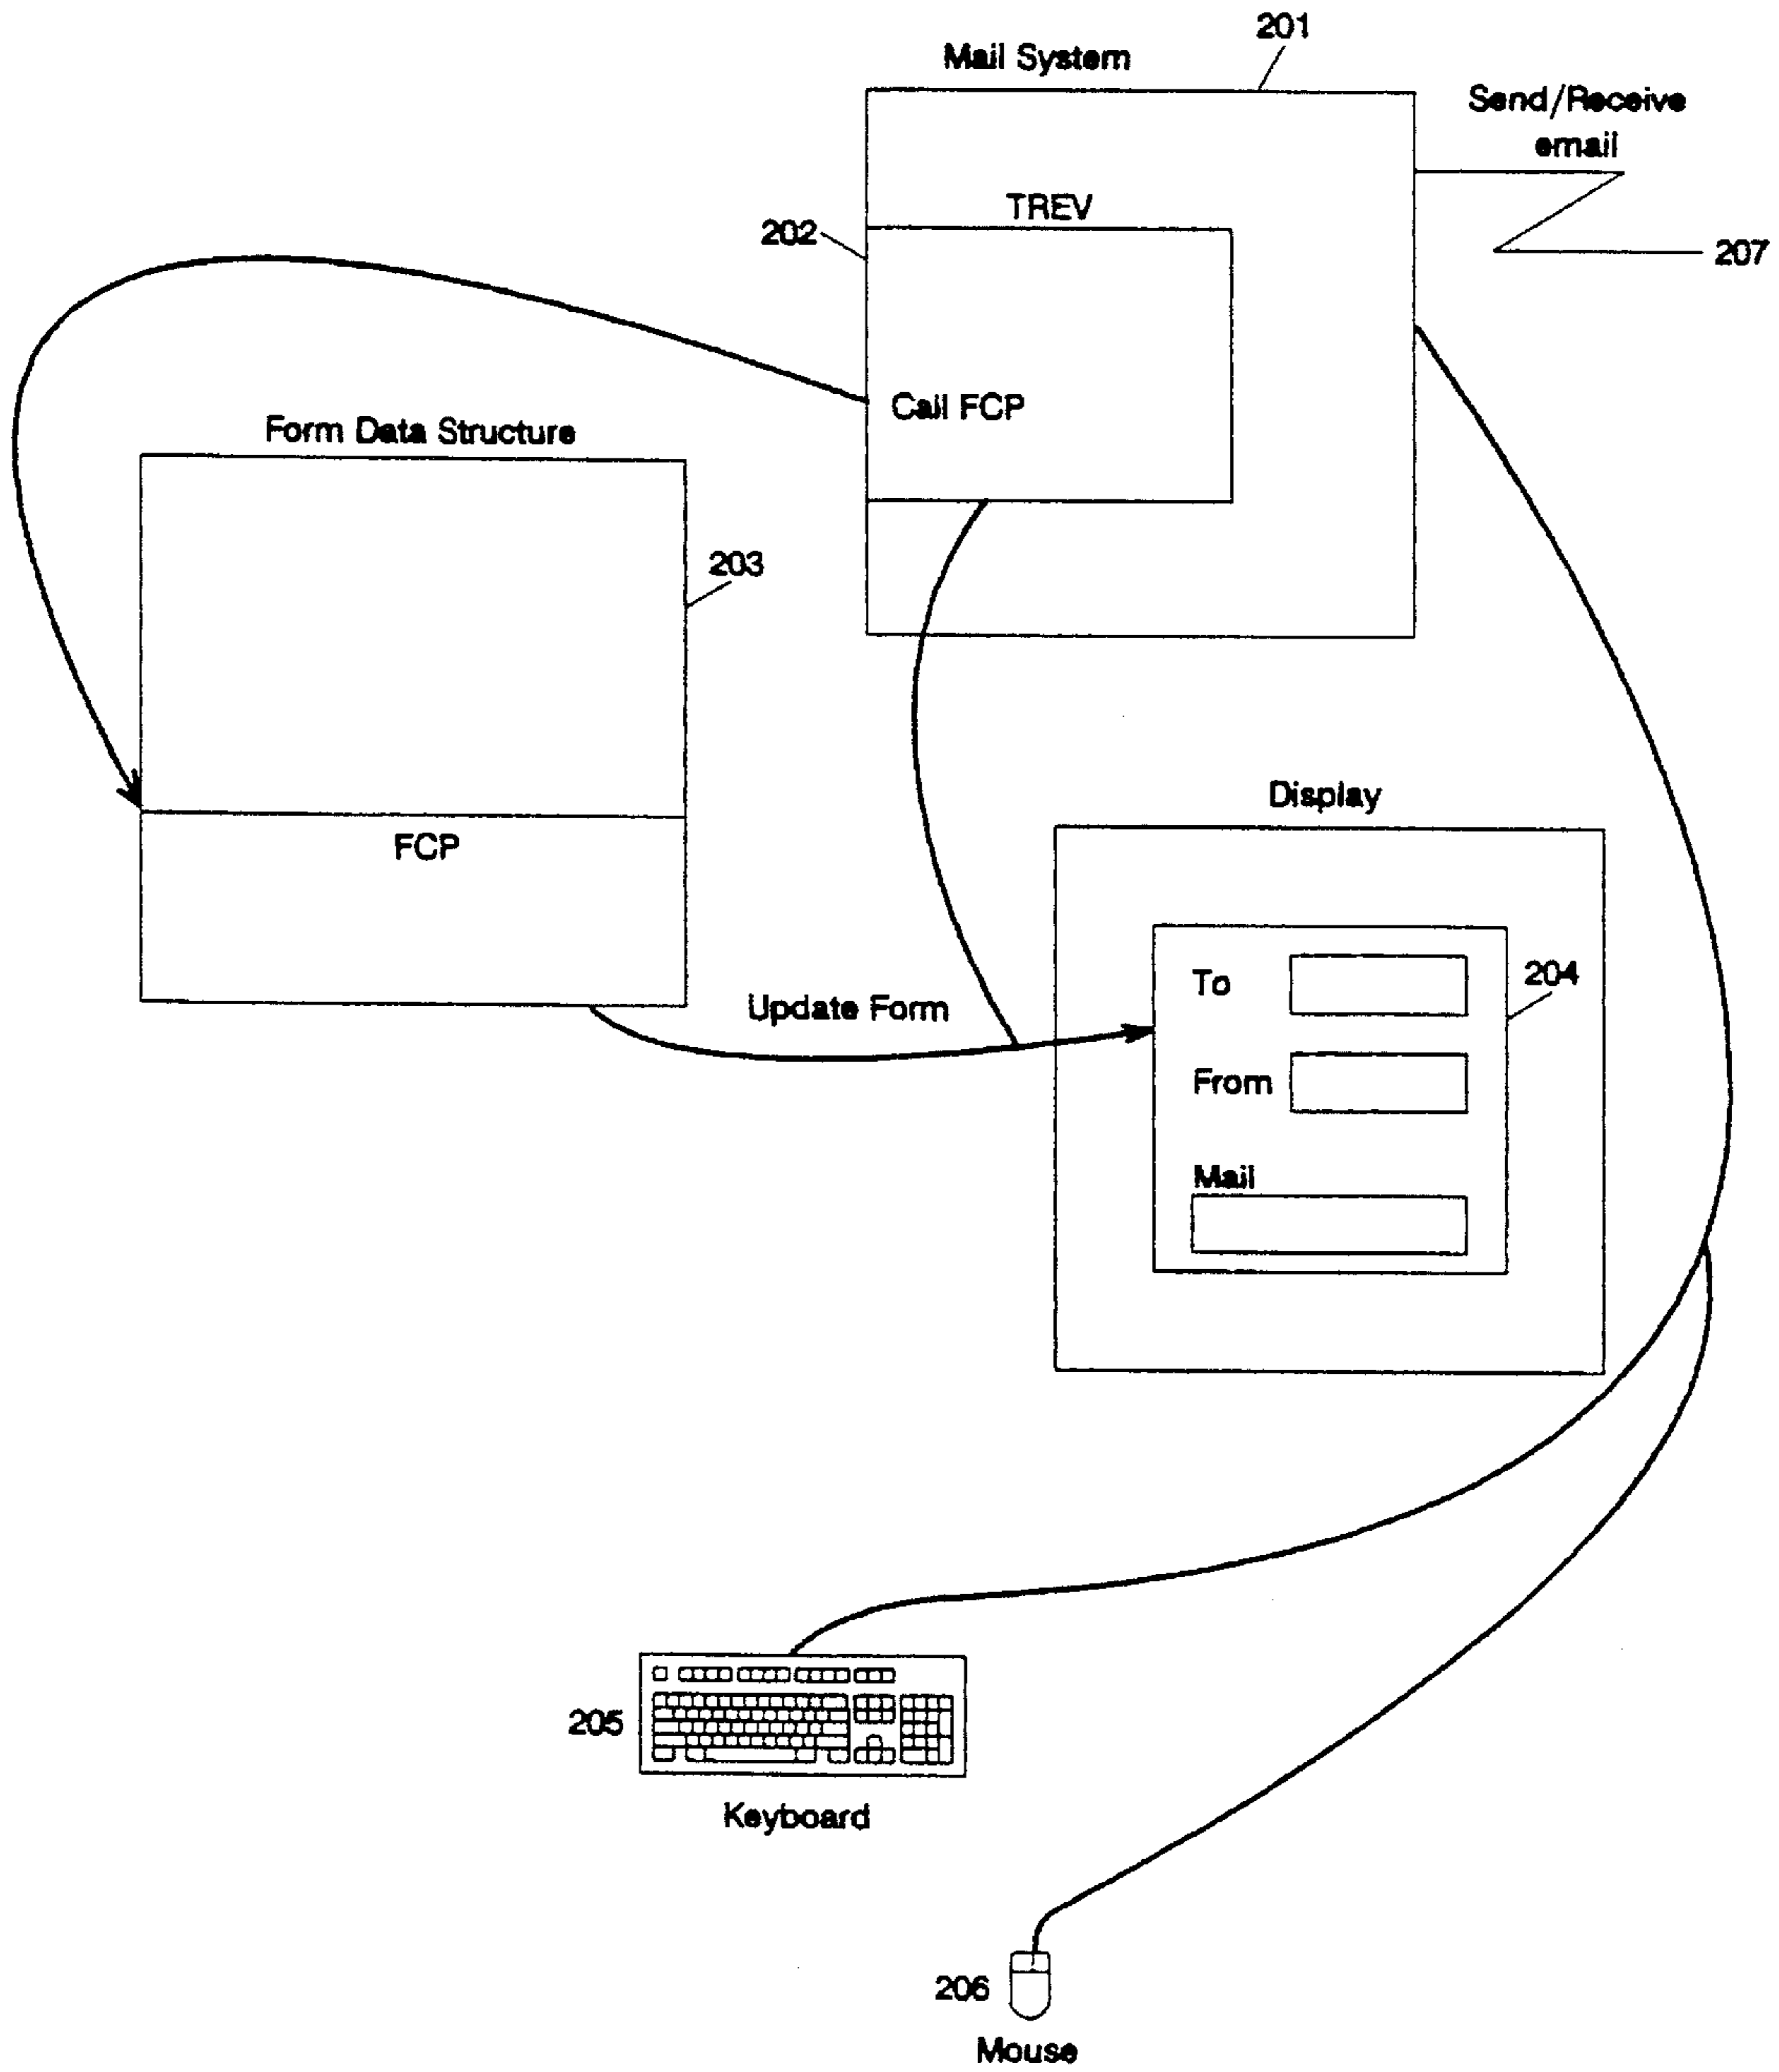 201
Mail System
Send/Receive
email
TREV
202
207
Call FCP
Form Data Structure
203
Display
FCP
To
204
Update Form
From
Mail
205
Keyboard
206
Mouse